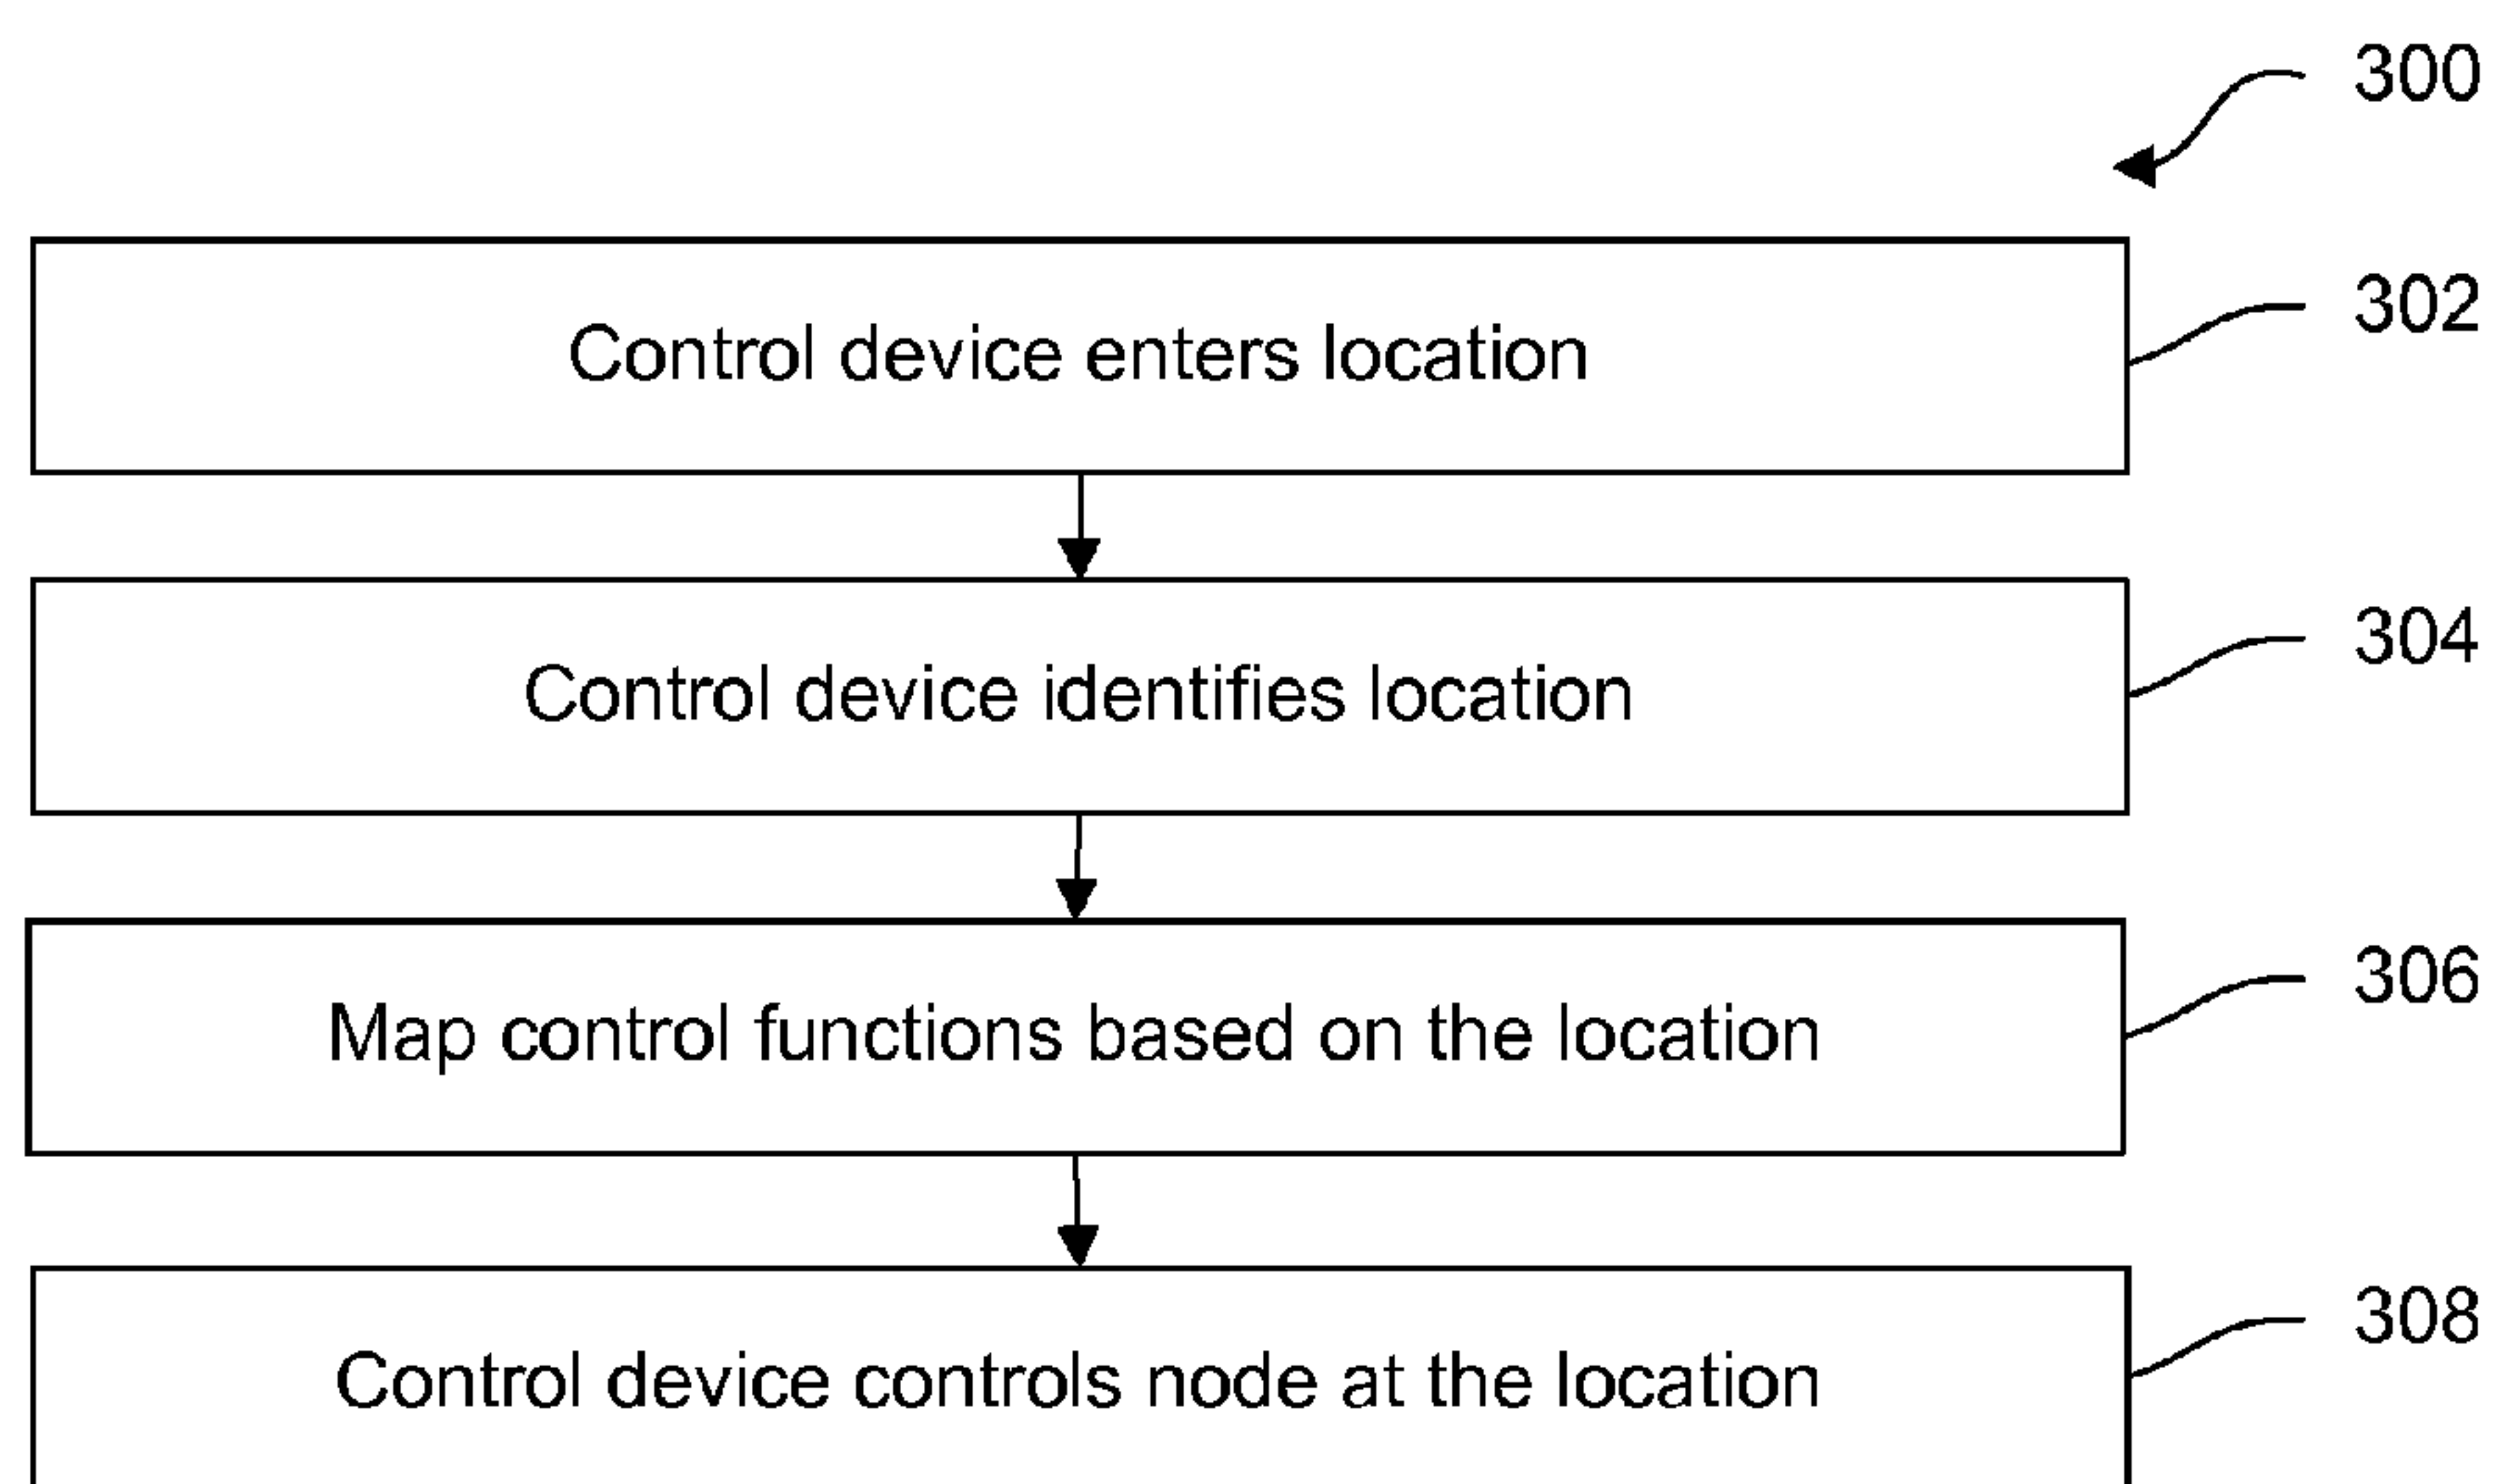 300
Control device enters location
302
Control device identifies location
304
Map control functions based on the location
306
Control device controls node at the location
308